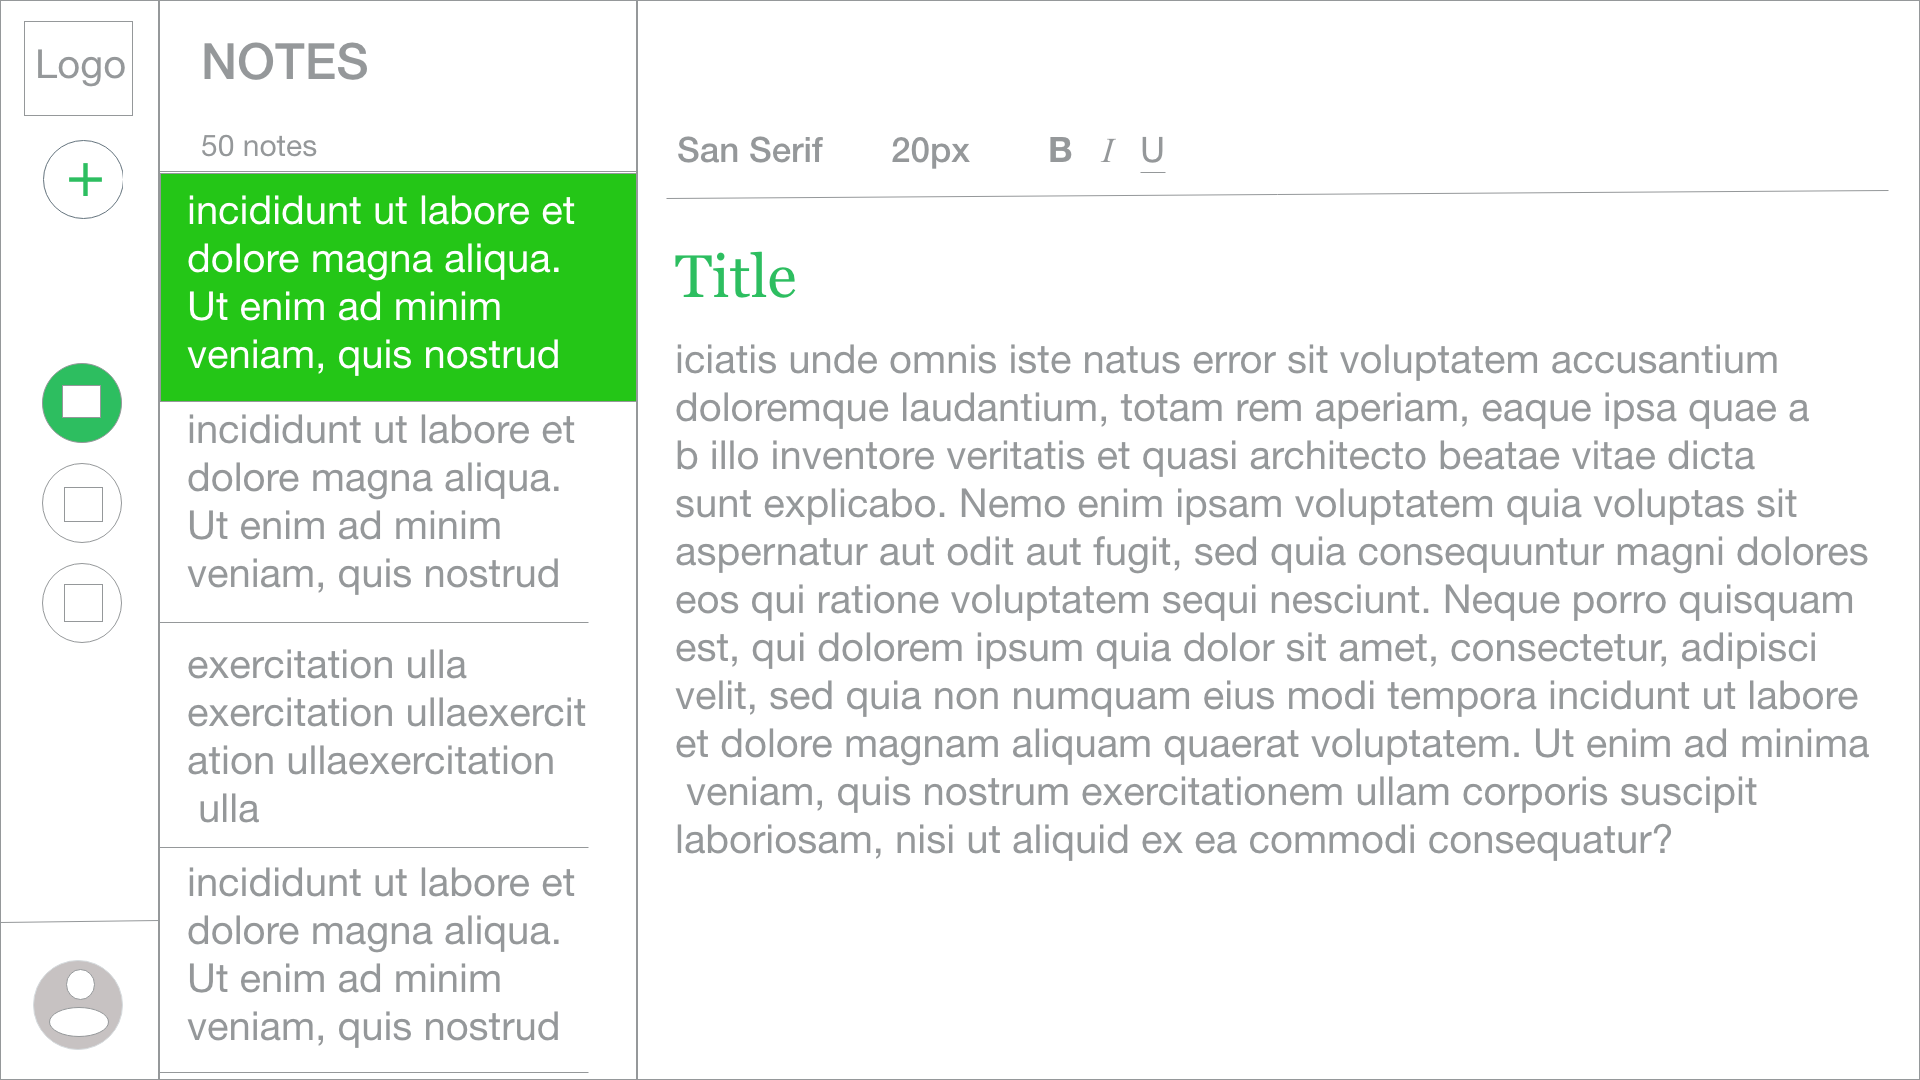 Logo
NOTES
50 notes
incididunt ut labore et
dolore magna aliqua.
Ut enim ad minim
veniam, quis nostrud
incididunt ut labore et
dolore magna aliqua.
Ut enim ad minim
veniam, quis nostrud
exercitation ulla
exercitation ullaexercit
ation ullaexercitation
ulla
incididunt ut labore et
dolore magna aliqua.
Ut enim ad minim
veniam, quis nostrud
San Serif 20px B I U
Title
iciatis unde omnis iste natus error sit voluptatem accusantium
doloremque laudantium, totam rem aperiam, eaque ipsa quae a
b illo inventore veritatis et quasi architecto beatae vitae dicta
sunt explicabo. Nemo enim ipsam voluptatem quia voluptas sit
aspernatur aut odit aut fugit, sed quia consequuntur magni dolores
eos qui ratione voluptatem sequi nesciunt. Neque porro quisquam
est, qui dolorem ipsum quia dolor sit amet, consectetur, adipisci
velit, sed quia non numquam eius modi tempora incidunt ut labore
et dolore magnam aliquam quaerat voluptatem. Ut enim ad minima
veniam, quis nostrum exercitationem ullam corporis suscipit
laboriosam, nisi ut aliquid ex ea commodi consequatur?